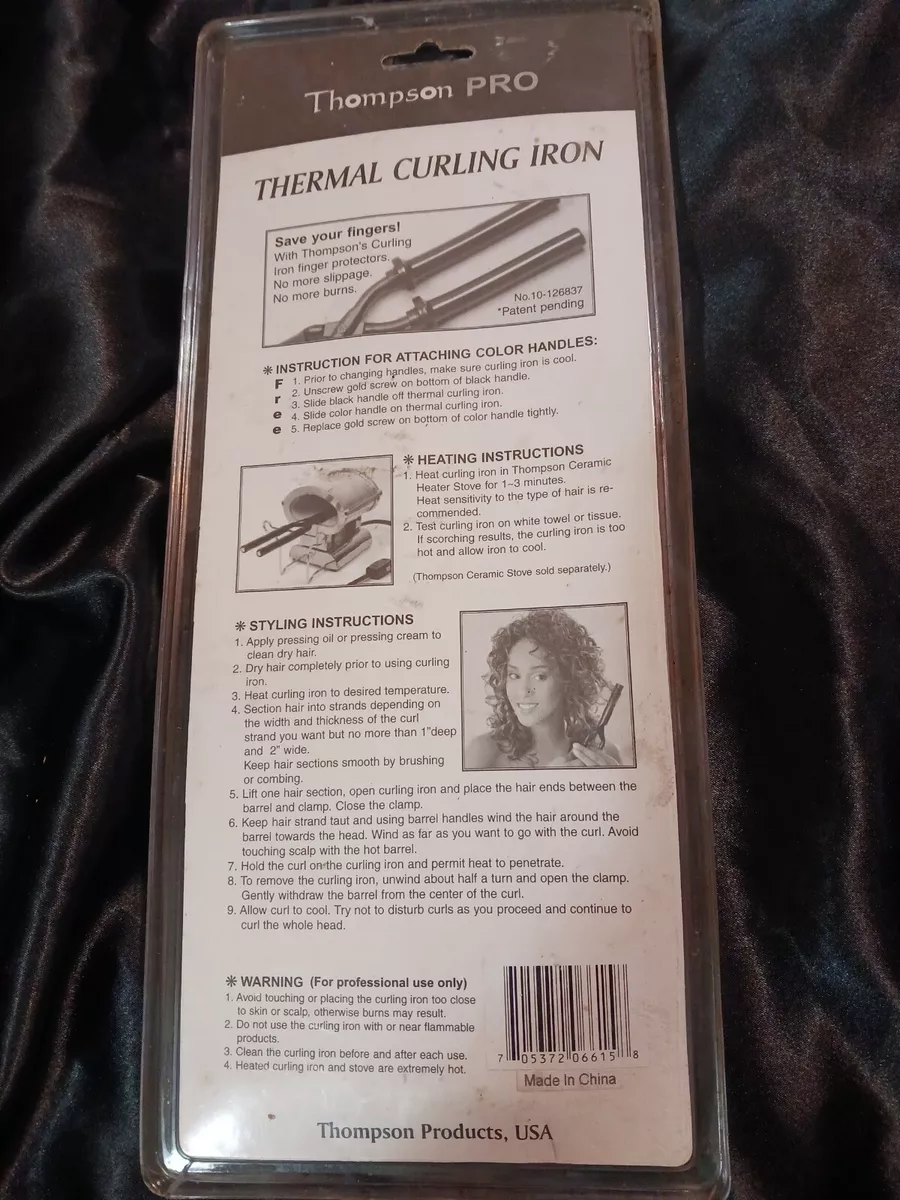 Thompson PRO
THERMAL CURLING IRON
Save your fingers!
With Thompson's Curling
Iron finger protectors.
No more slippage.
No more burns.
No.10-126837
*Patent pending
✳ INSTRUCTION FOR ATTACHING COLOR HANDLES:
Free
1. Prior to changing handles, make sure curling iron is cool.
2. Unscrew gold screw on bottom of black handle.
3. Slide black handle off thermal curling iron.
4. Slide color handle on thermal curling iron.
5. Replace gold screw on bottom of color handle tightly.
✳ HEATING INSTRUCTIONS
1. Heat curling iron in Thompson Ceramic
Heater Stove for 1~3 minutes.
Heat sensitivity to the type of hair is re-
commended.
2. Test curling iron on white towel or tissue.
If scorching results, the curling iron is too
hot and allow iron to cool.
(Thompson Ceramic Stove sold separately.)
✳ STYLING INSTRUCTIONS
1. Apply pressing oil or pressing cream to
clean dry hair.
2. Dry hair completely prior to using curling
iron.
3. Heat curling iron to desired temperature.
4. Section hair into strands depending on
the width and thickness of the curl
strand you want but no more than 1"deep
and 2" wide.
Keep hair sections smooth by brushing
or combing.
5. Lift one hair section, open curling iron and place the hair ends between the
barrel and clamp. Close the clamp.
6. Keep hair strand taut and using barrel handles wind the hair around the
barrel towards the head. Wind as far as you want to go with the curl. Avoid
touching scalp with the hot barrel.
7. Hold the curl on the curling iron and permit heat to penetrate.
8. To remove the curling iron, unwind about half a turn and open the clamp.
Gently withdraw the barrel from the center of the curl.
9. Allow curl to cool. Try not to disturb curls as you proceed and continue to
curl the whole head.
✳ WARNING (For professional use only)
1. Avoid touching or placing the curling iron too close
to skin or scalp, otherwise burns may result.
2. Do not use the curling iron with or near flammable
products.
3. Clean the curling iron before and after each use.
4. Heated curling iron and stove are extremely hot.
7 05372 06615 8
Made In China
Thompson Products, USA